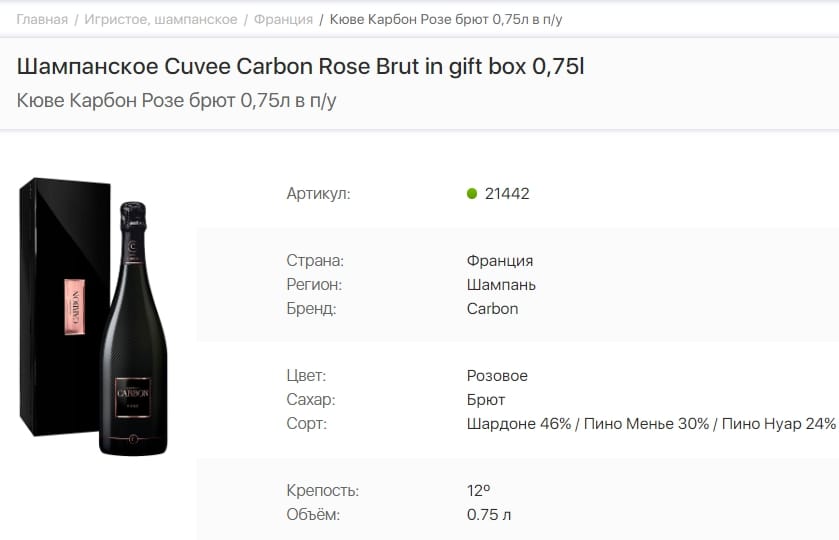 Главная / Игристое, шампанское / Франция / Кюве Карбон Розе брют 0,75л в п/у
Шампанское Cuvee Carbon Rose Brut in gift box 0,75l
Кюве Карбон Розе брют 0,75л в п/у
Артикул: 21442
Страна: Франция
Регион: Шампань
Бренд: Carbon
Цвет: Розовое
Сахар: Брют
Сорт: Шардоне 46% / Пино Менье 30% / Пино Нуар 24%
Крепость: 12º
Объём: 0.75 л
CARBON
CARBON